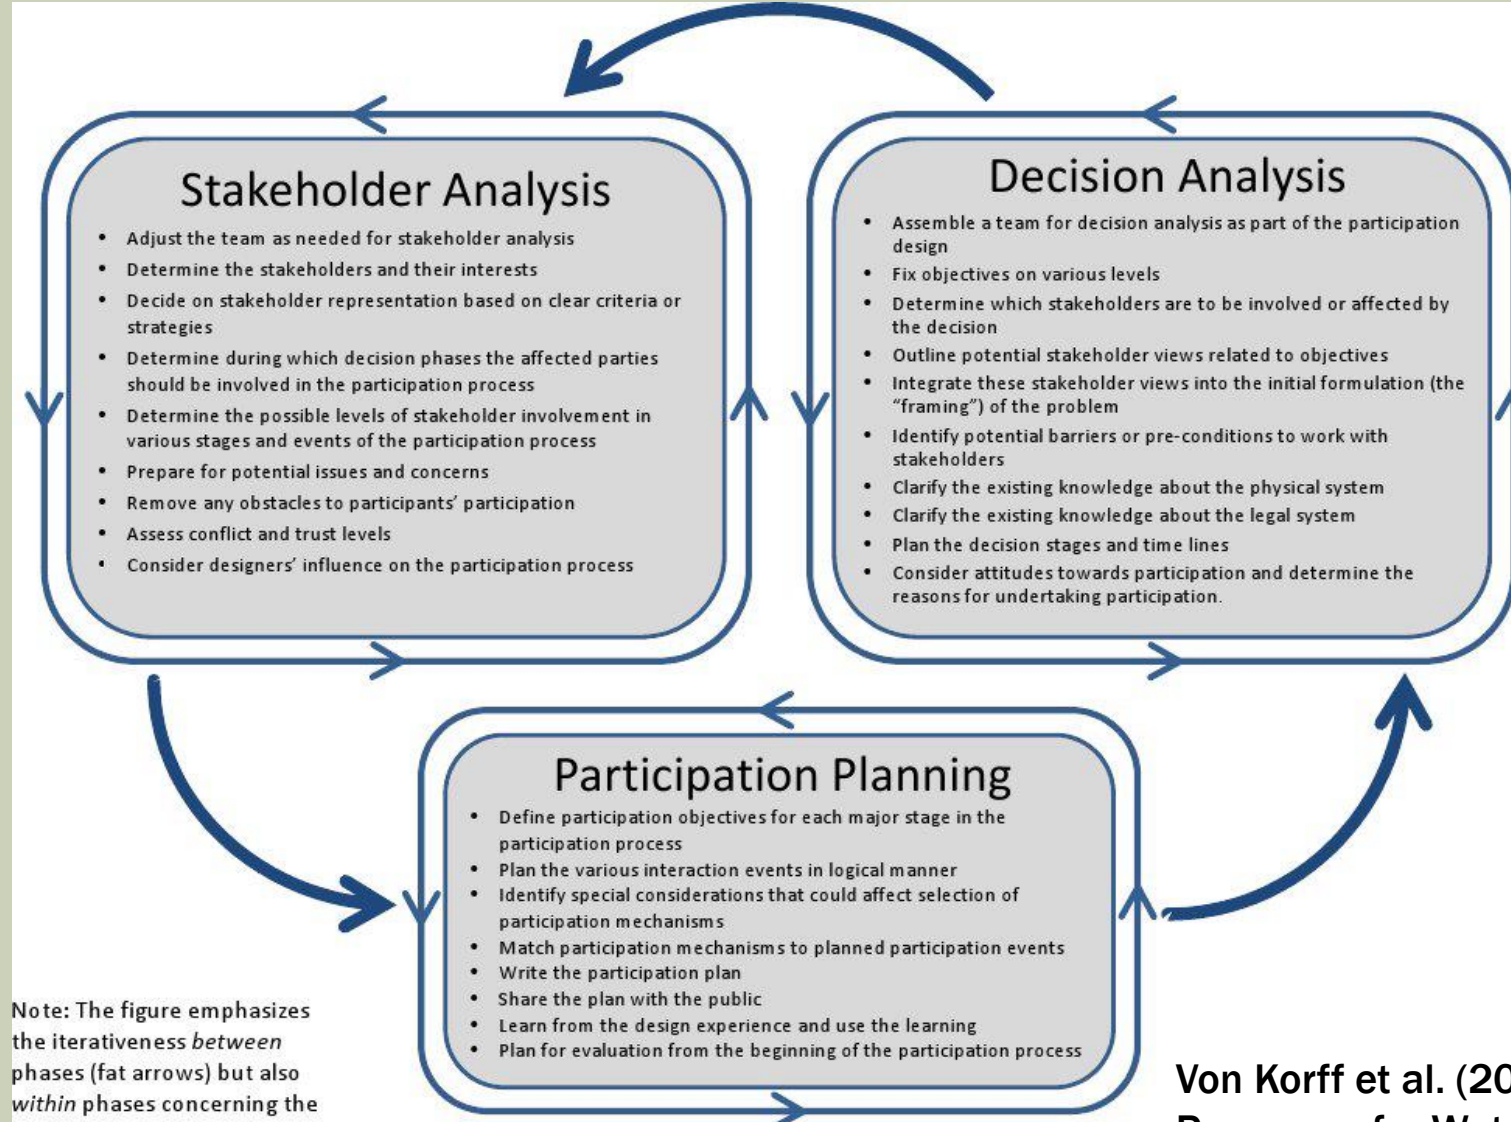 Stakeholder Analysis
• Adjust the team as needed for stakeholder analysis
• Determine the stakeholders and their interests
• Decide on stakeholder representation based on clear criteria or
strategies
• Determine during which decision phases the affected parties
should be involved in the participation process
• Determine the possible levels of stakeholder involvement in
various stages and events of the participation process
• Prepare for potential issues and concerns
• Remove any obstacles to participants’ participation
• Assess conflict and trust levels
• Consider designers’ influence on the participation process
Decision Analysis
• Assemble a team for decision analysis as part of the participation
design
• Fix objectives on various levels
• Determine which stakeholders are to be involved or affected by
the decision
• Outline potential stakeholder views related to objectives
• Integrate these stakeholder views into the initial formulation (the
“framing”) of the problem
• Identify potential barriers or pre-conditions to work with
stakeholders
• Clarify the existing knowledge about the physical system
• Clarify the existing knowledge about the legal system
• Plan the decision stages and time lines
• Consider attitudes towards participation and determine the
reasons for undertaking participation.
Participation Planning
• Define participation objectives for each major stage in the
participation process
• Plan the various interaction events in logical manner
• Identify special considerations that could affect selection of
participation mechanisms
• Match participation mechanisms to planned participation events
• Write the participation plan
• Share the plan with the public
• Learn from the design experience and use the learning
• Plan for evaluation from the beginning of the participation process
Note: The figure emphasizes
the iterativeness between
phases (fat arrows) but also
within phases concerning the
Von Korff et al. (20